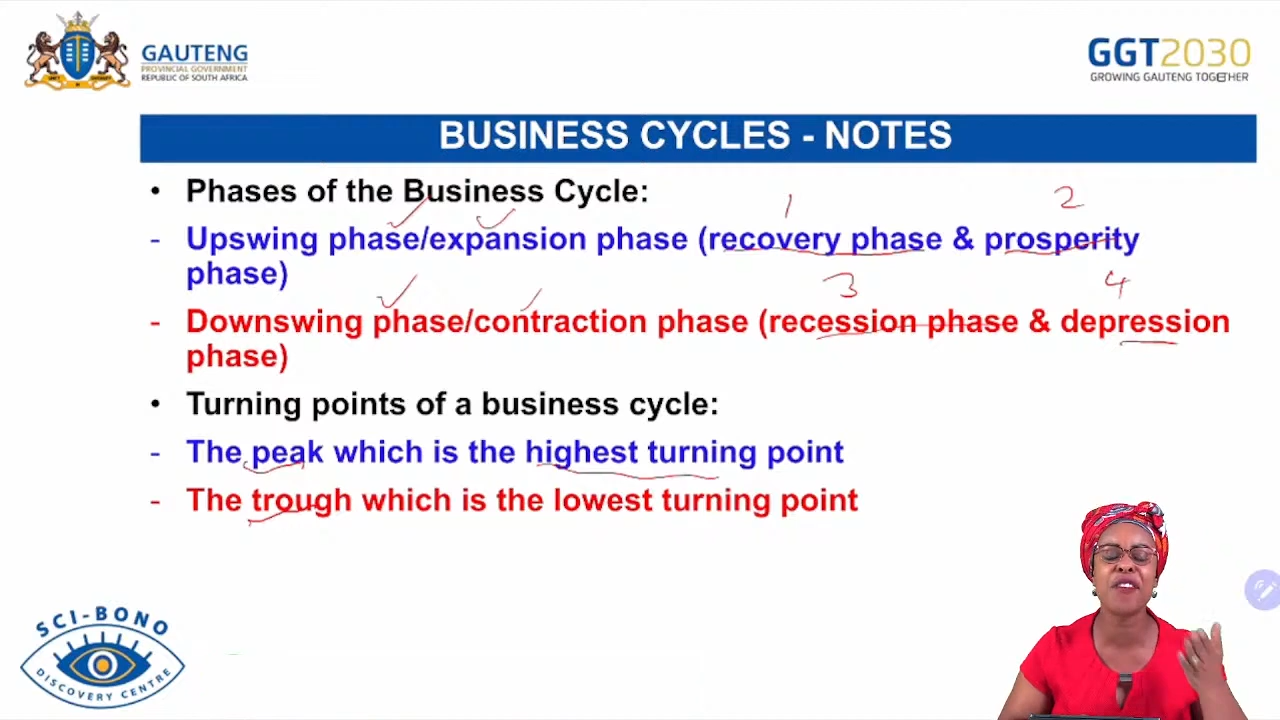 GAUTENG
PROVINCIAL GOVERNMENT
REPUBLIC OF SOUTH AFRICA
GGT2030
GROWING GAUTENG TOGETHER
BUSINESS CYCLES - NOTES
• Phases of the Business Cycle:
1 2
- Upswing phase/expansion phase (recovery phase & prosperity
phase)
3 4
- Downswing phase/contraction phase (recession phase & depression
phase)
• Turning points of a business cycle:
- The peak which is the highest turning point
- The trough which is the lowest turning point
SCI-BONO
DISCOVERY CENTRE